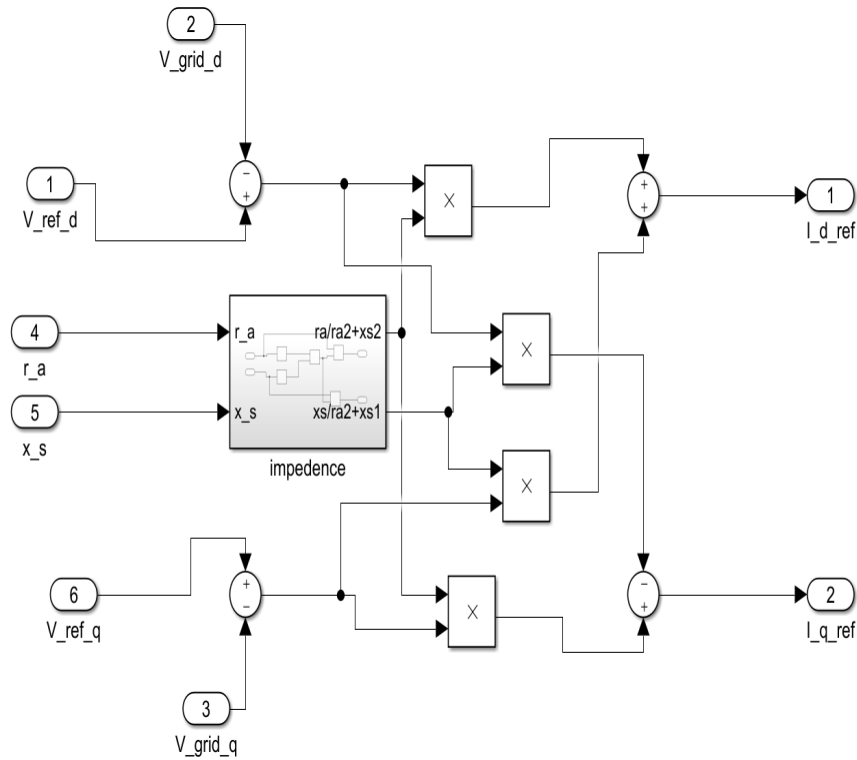 2
V_grid_d
1
V_ref_d
−
+
×
+
+
1
I_d_ref
4
r_a
5
x_s
r_a
ra/ra2+xs2
x_s
xs/ra2+xs1
impedence
×
×
6
V_ref_q
+
−
3
V_grid_q
×
−
+
2
I_q_ref